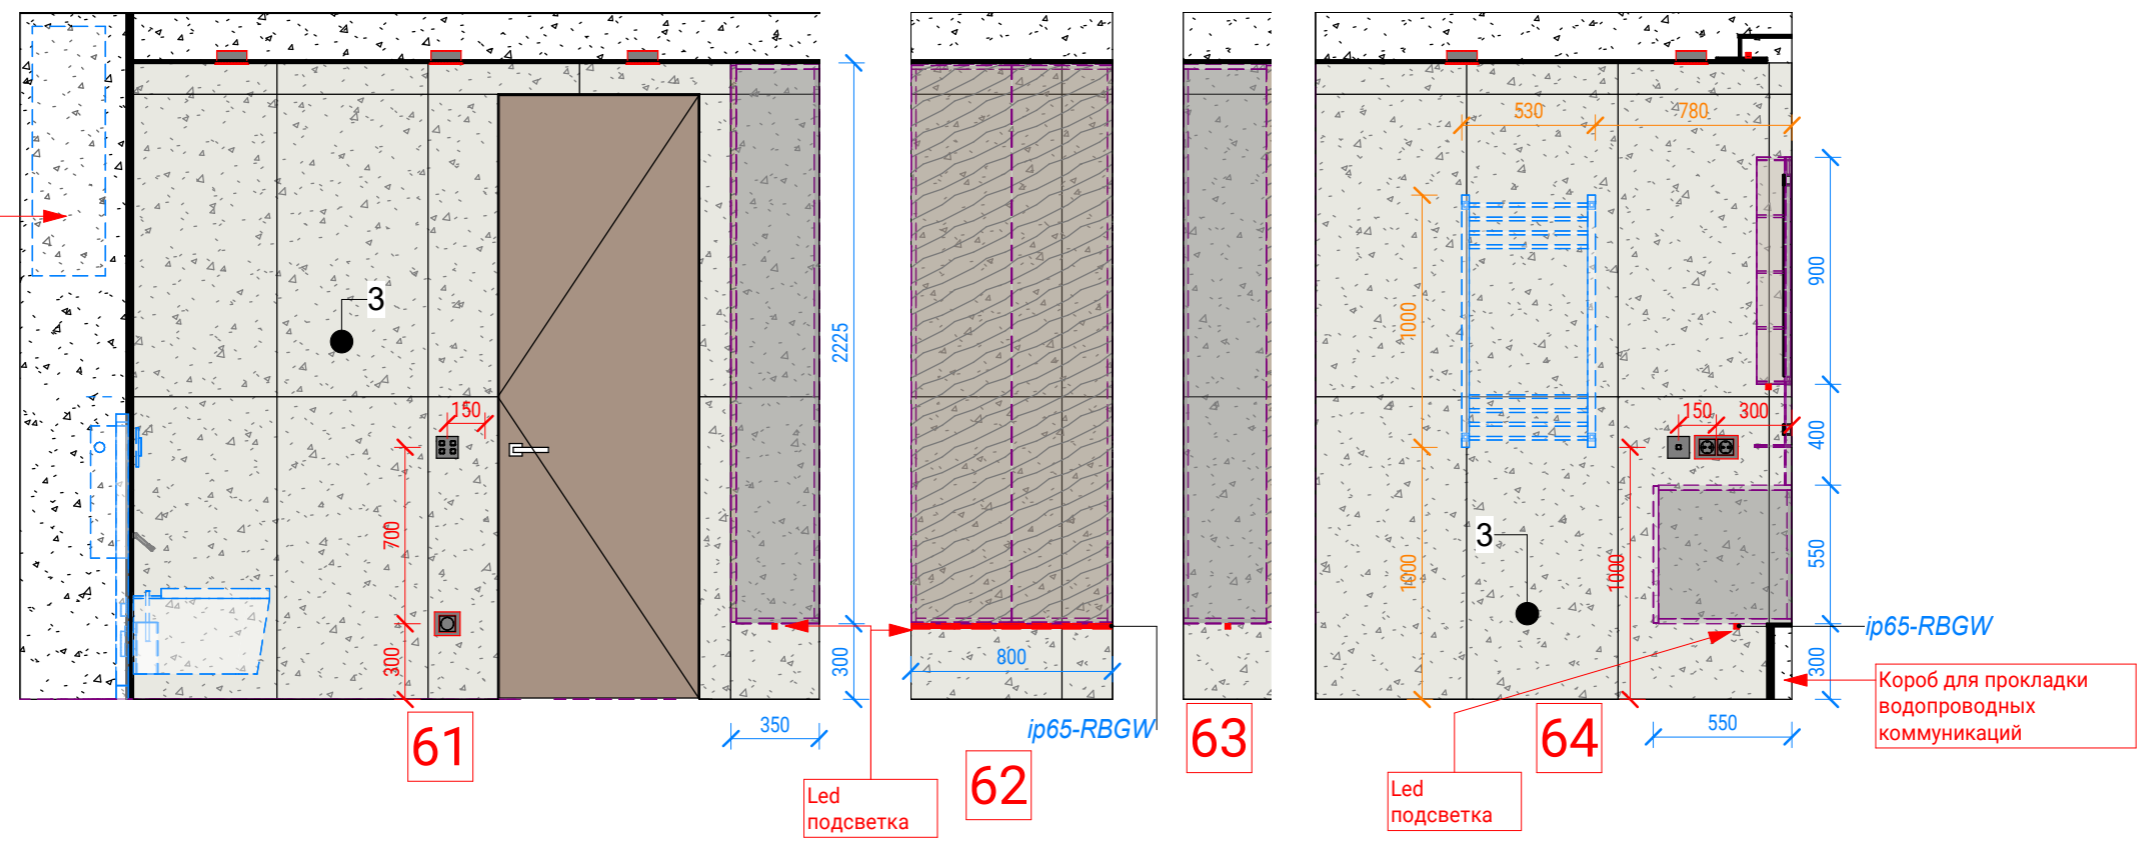 3
150
700
300
2225
300
350
61
Led
подсветка
800
ip65-RBGW
62
63
530
780
1000
1000
3
150
300
1000
900
400
550
300
550
64
ip65-RBGW
Led
подсветка
Короб для прокладки
водопроводных
коммуникаций